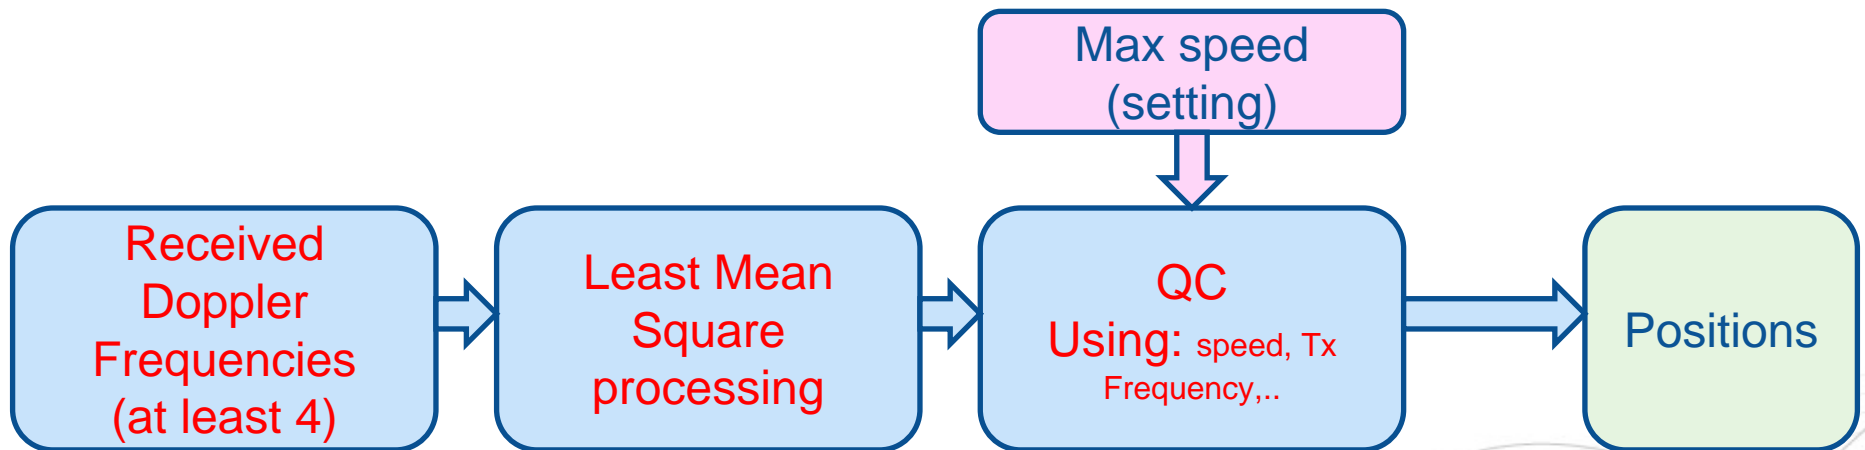 Max speed
(setting)
Received
Doppler
Frequencies
(at least 4)
Least Mean
Square
processing
QC
Using: speed, Tx
Frequency,..
Positions